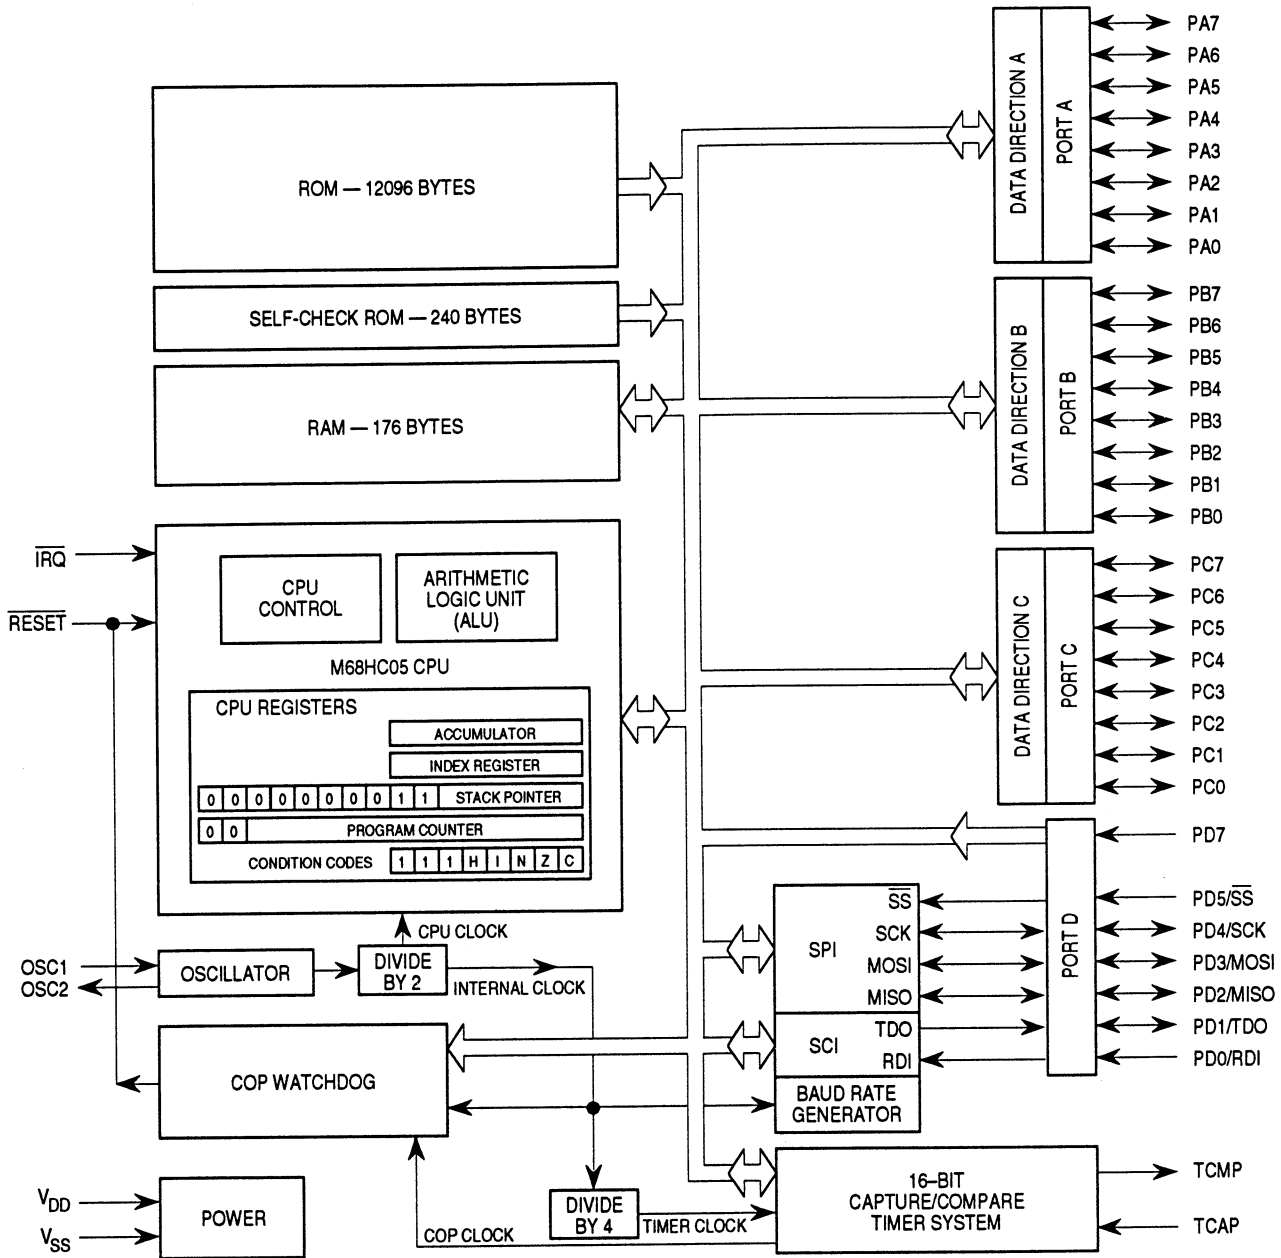 ROM — 12096 BYTES
SELF-CHECK ROM — 240 BYTES
RAM — 176 BYTES
IRQ
RESET
CPU
CONTROL
ARITHMETIC
LOGIC UNIT
(ALU)
M68HC05 CPU
CPU REGISTERS
ACCUMULATOR
INDEX REGISTER
0 0 0 0 0 0 0 0 1 1 STACK POINTER
0 0 PROGRAM COUNTER
CONDITION CODES 1 1 1 H I N Z C
CPU CLOCK
OSC1
OSC2
OSCILLATOR
DIVIDE
BY 2
INTERNAL CLOCK
COP WATCHDOG
VDD
VSS
POWER
COP CLOCK
DIVIDE
BY 4
TIMER CLOCK
DATA DIRECTION A
PORT A
PA7
PA6
PA5
PA4
PA3
PA2
PA1
PA0
DATA DIRECTION B
PORT B
PB7
PB6
PB5
PB4
PB3
PB2
PB1
PB0
DATA DIRECTION C
PORT C
PC7
PC6
PC5
PC4
PC3
PC2
PC1
PC0
SPI
SS
SCK
MOSI
MISO
SCI
TDO
RDI
BAUD RATE
GENERATOR
PORT D
PD7
PD5/SS
PD4/SCK
PD3/MOSI
PD2/MISO
PD1/TDO
PD0/RDI
16–BIT
CAPTURE/COMPARE
TIMER SYSTEM
TCMP
TCAP